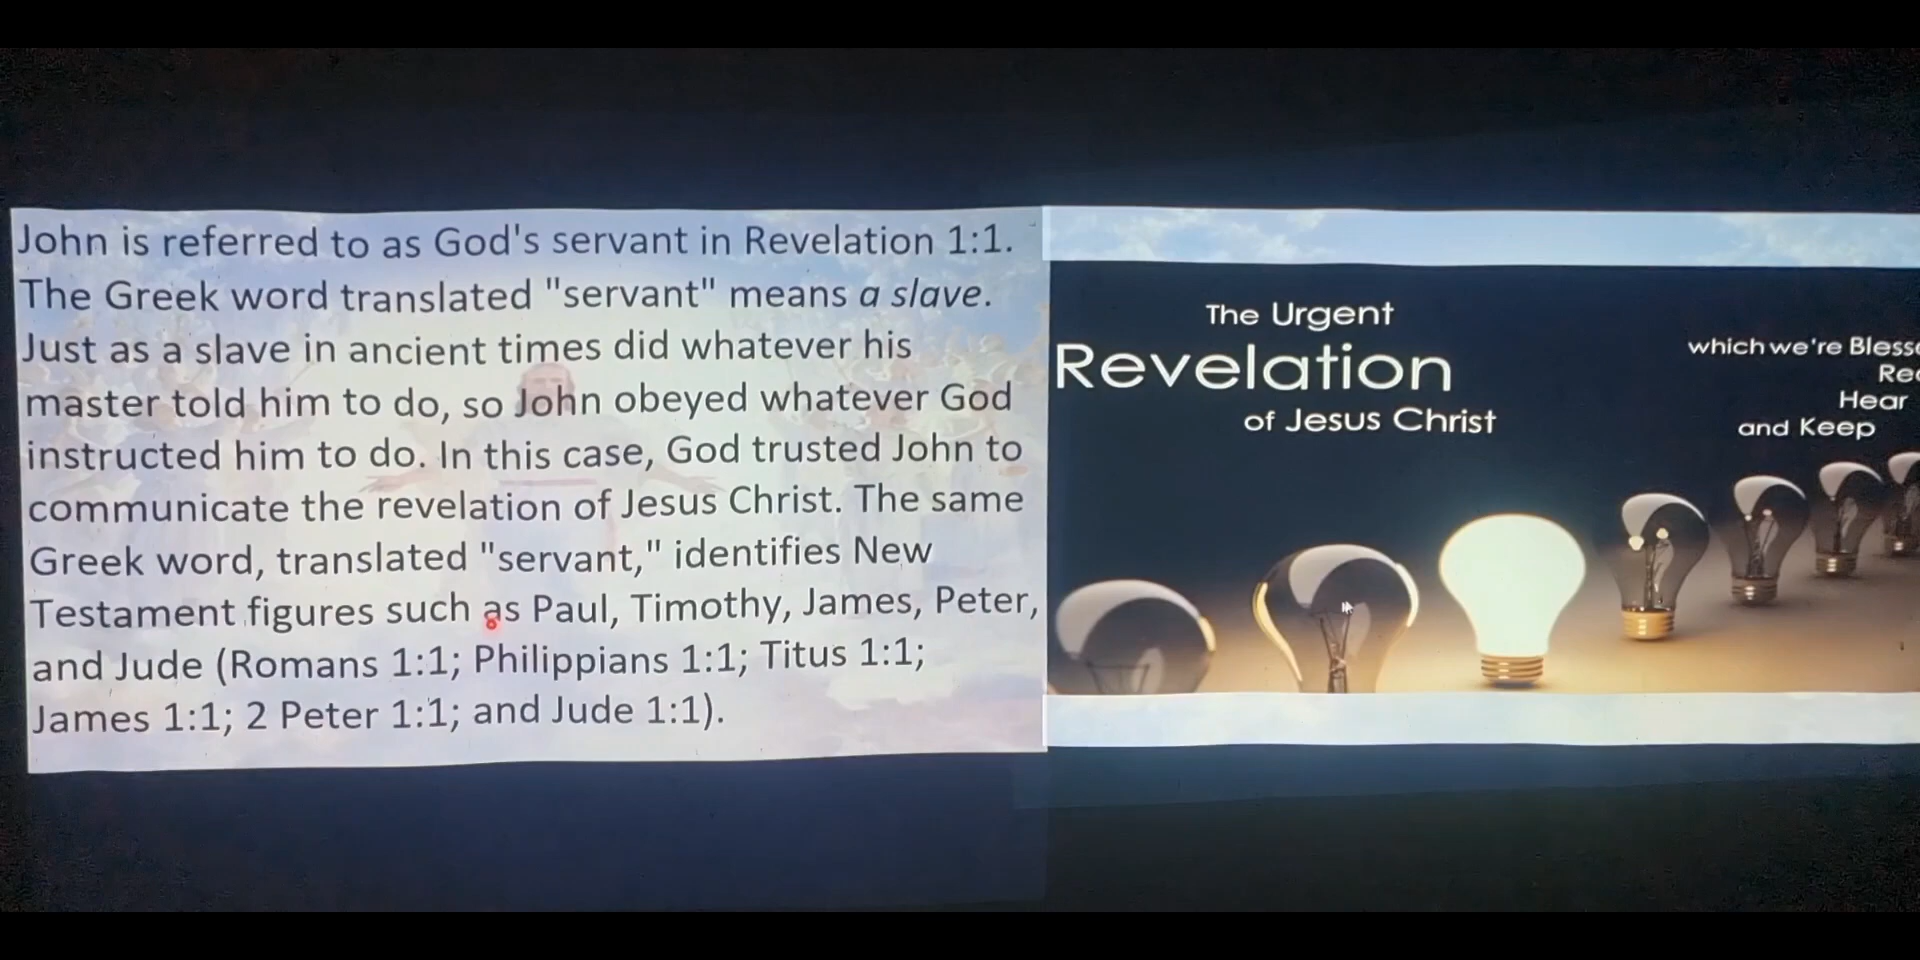 John is referred to as God's servant in Revelation 1:1.
The Greek word translated "servant" means a slave.
Just as a slave in ancient times did whatever his
master told him to do, so John obeyed whatever God
instructed him to do. In this case, God trusted John to
communicate the revelation of Jesus Christ. The same
Greek word, translated "servant," identifies New
Testament figures such as Paul, Timothy, James, Peter,
and Jude (Romans 1:1; Philippians 1:1; Titus 1:1;
James 1:1; 2 Peter 1:1; and Jude 1:1).
The Urgent
Revelation
of Jesus Christ
which we're
Hear
and Keep